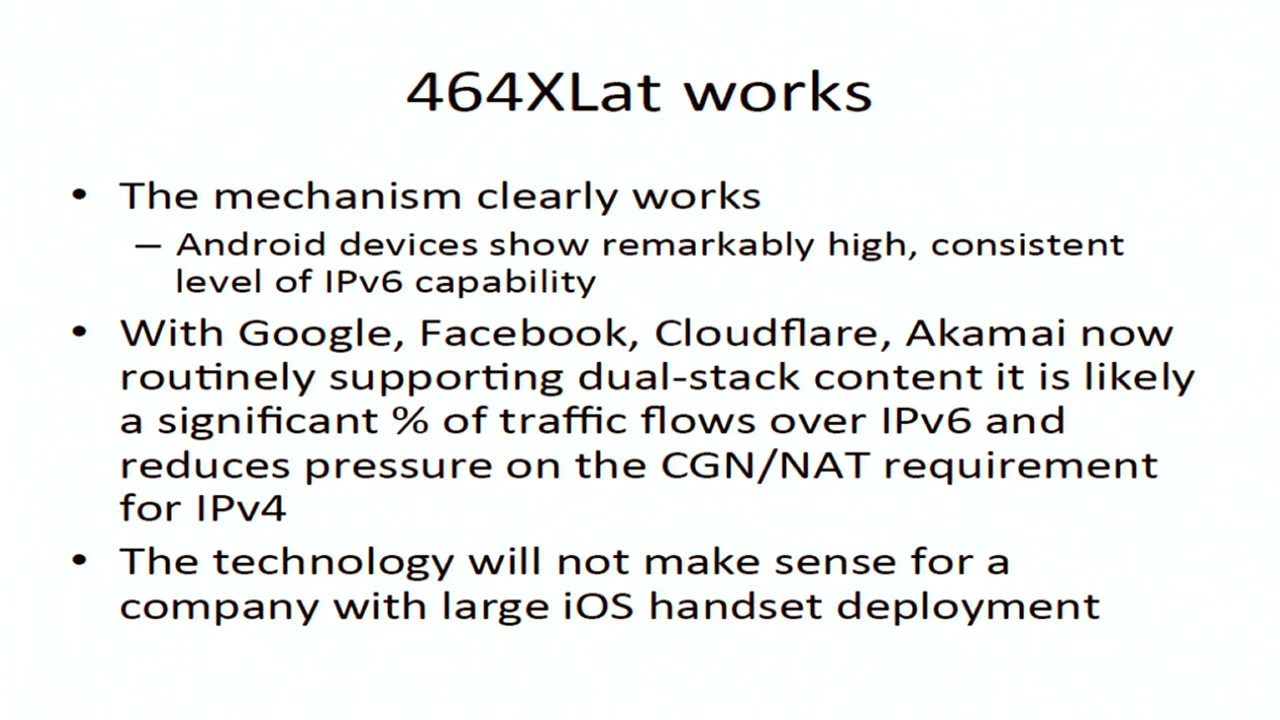 464XLat works
• The mechanism clearly works
– Android devices show remarkably high, consistent
level of IPv6 capability
• With Google, Facebook, Cloudflare, Akamai now
routinely supporting dual-stack content it is likely
a significant % of traffic flows over IPv6 and
reduces pressure on the CGN/NAT requirement
for IPv4
• The technology will not make sense for a
company with large iOS handset deployment